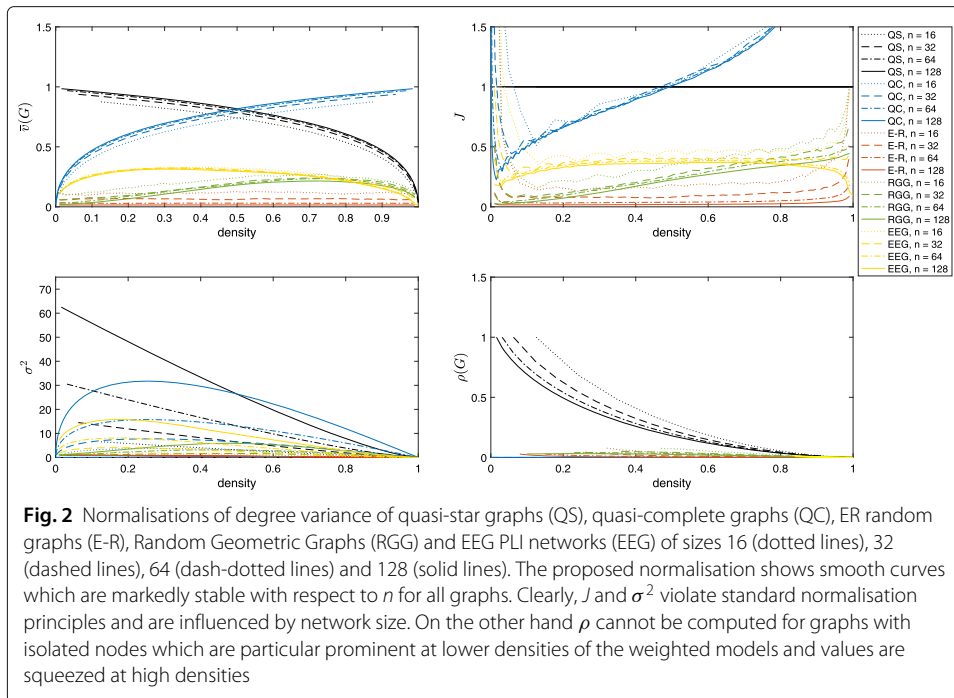 1.5
1
0.5
0
v̅(G)
0 0.1 0.2 0.3 0.4 0.5 0.6 0.7 0.8 0.9
density
1.5
1
0.5
0
J
0 0.2 0.4 0.6 0.8 1
density
QS, n = 16
QS, n = 32
QS, n = 64
QS, n = 128
QC, n = 16
QC, n = 32
QC, n = 64
QC, n = 128
E-R, n = 16
E-R, n = 32
E-R, n = 64
E-R, n = 128
RGG, n = 16
RGG, n = 32
RGG, n = 64
RGG, n = 128
EEG, n = 16
EEG, n = 32
EEG, n = 64
EEG, n = 128
70
60
50
40
30
20
10
0
σ²
0 0.2 0.4 0.6 0.8 1
density
1.5
1
0.5
0
ρ(G)
0 0.2 0.4 0.6 0.8 1
density
Fig. 2 Normalisations of degree variance of quasi-star graphs (QS), quasi-complete graphs (QC), ER random
graphs (E-R), Random Geometric Graphs (RGG) and EEG PLI networks (EEG) of sizes 16 (dotted lines), 32
(dashed lines), 64 (dash-dotted lines) and 128 (solid lines). The proposed normalisation shows smooth curves
which are markedly stable with respect to n for all graphs. Clearly, J and σ² violate standard normalisation
principles and are influenced by network size. On the other hand ρ cannot be computed for graphs with
isolated nodes which are particular prominent at lower densities of the weighted models and values are
squeezed at high densities